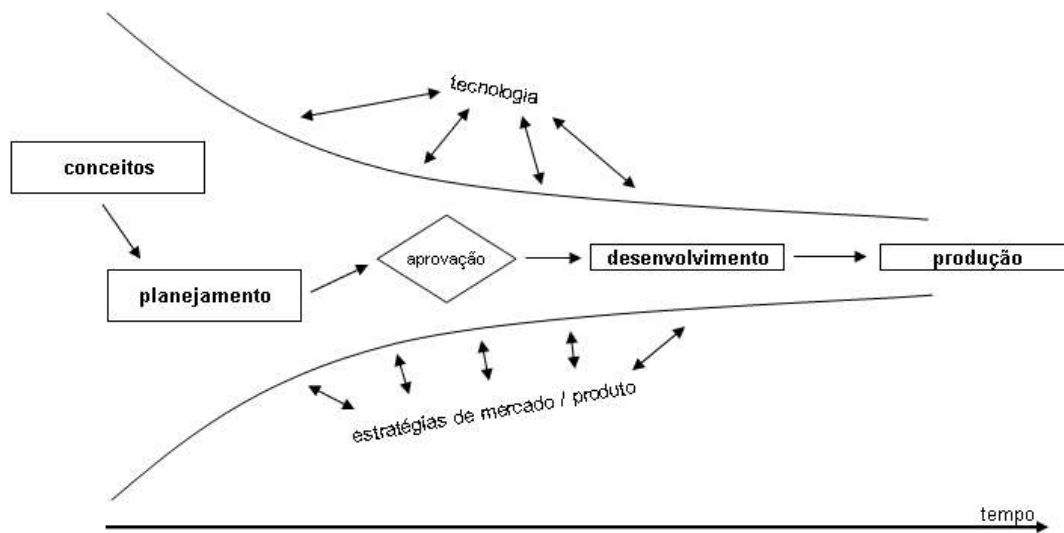 tecnologia
conceitos
aprovação
desenvolvimento
produção
planejamento
estratégias de mercado / produto
tempo